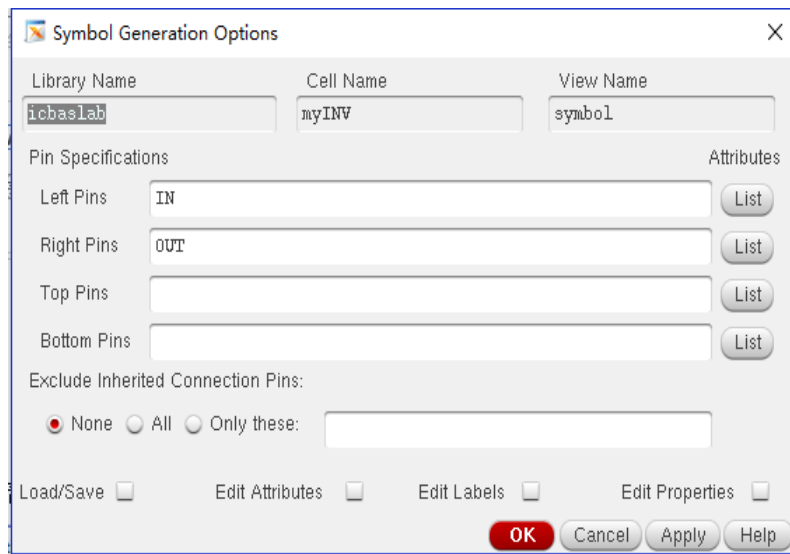 Symbol Generation Options
Library Name Cell Name View Name
icbaslab myINV symbol
Pin Specifications Attributes
Left Pins IN List
Right Pins OUT List
Top Pins List
Bottom Pins List
Exclude Inherited Connection Pins:
None All Only these:
Load/Save Edit Attributes Edit Labels Edit Properties
OK Cancel Apply Help